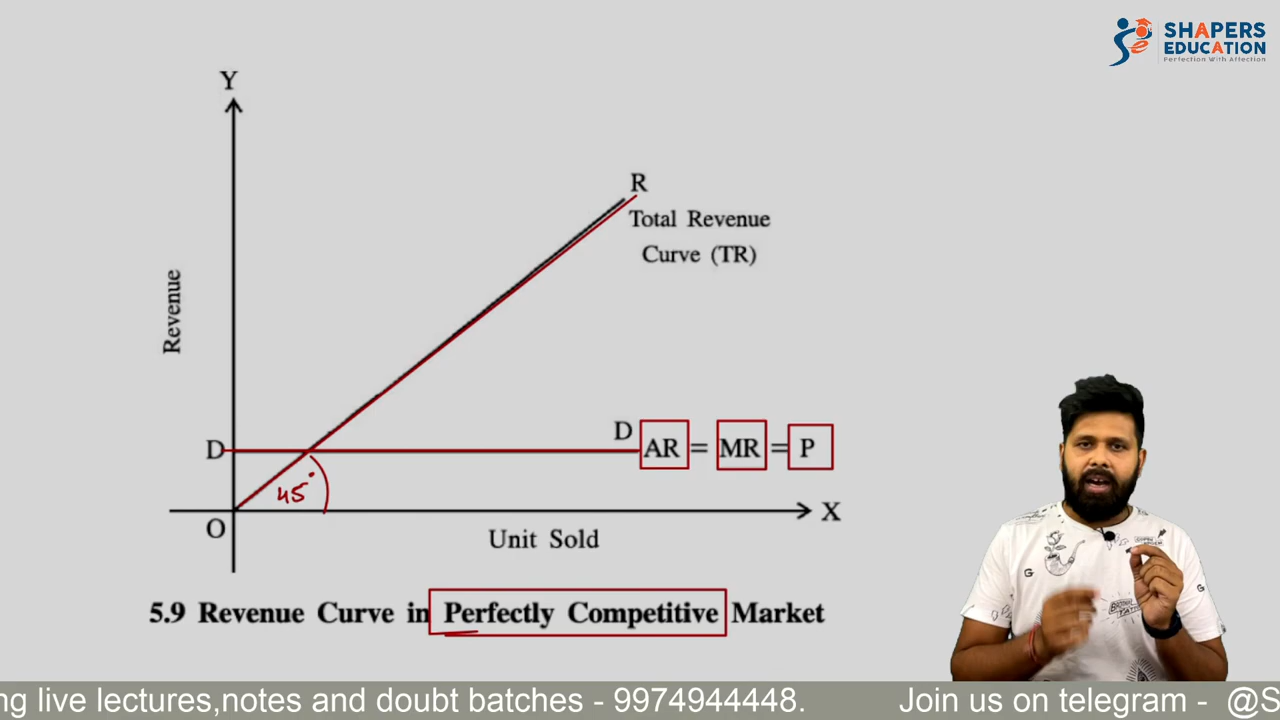 SHAPERS
EDUCATION
Perfection With Affection
Y
R
Total Revenue
Curve (TR)
Revenue
D
D AR = MR = P
45°
O
X
Unit Sold
5.9 Revenue Curve in Perfectly Competitive Market
live lectures,notes and doubt batches - 9974944448. Join us on telegram - @S